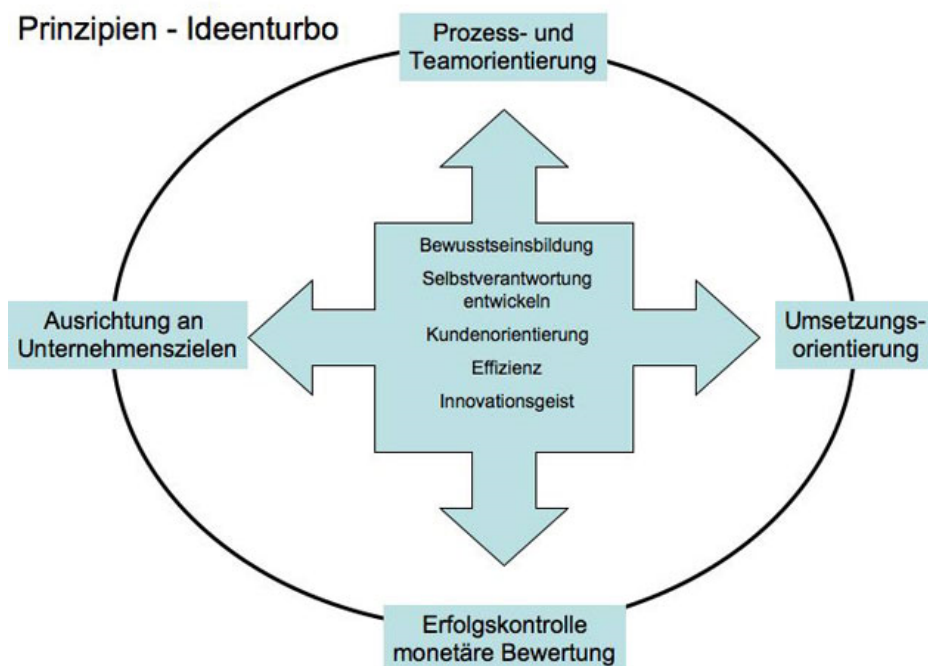 Prinzipien - Ideenturbo
Prozess- und
Teamorientierung
Bewusstseinsbildung
Selbstverantwortung
entwickeln
Kundenorientierung
Effizienz
Innovationsgeist
Ausrichtung an
Unternehmenszielen
Umsetzungs-
orientierung
Erfolgskontrolle
monetäre Bewertung